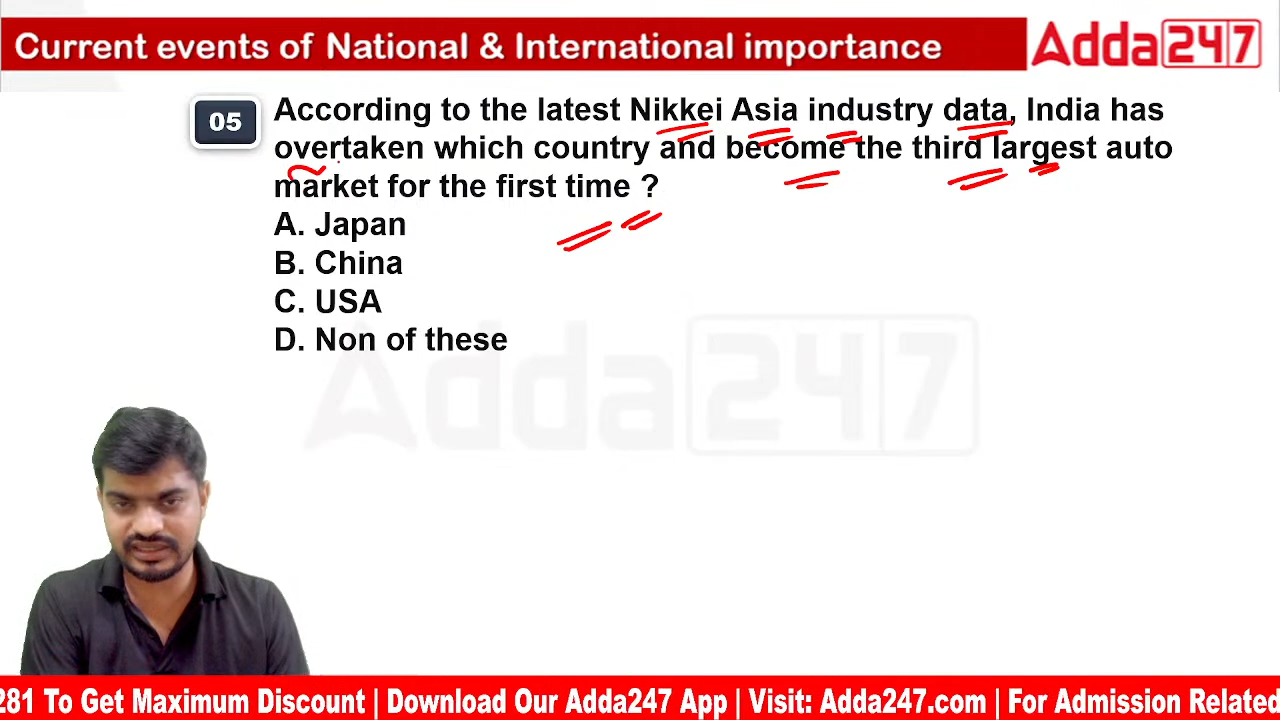 Current events of National & International importance
Adda247
05
According to the latest Nikkei Asia industry data, India has
overtaken which country and become the third largest auto
market for the first time ?
A. Japan
B. China
C. USA
D. Non of these
Adda247
281 To Get Maximum Discount | Download Our Adda247 App | Visit: Adda247.com | For Admission Related